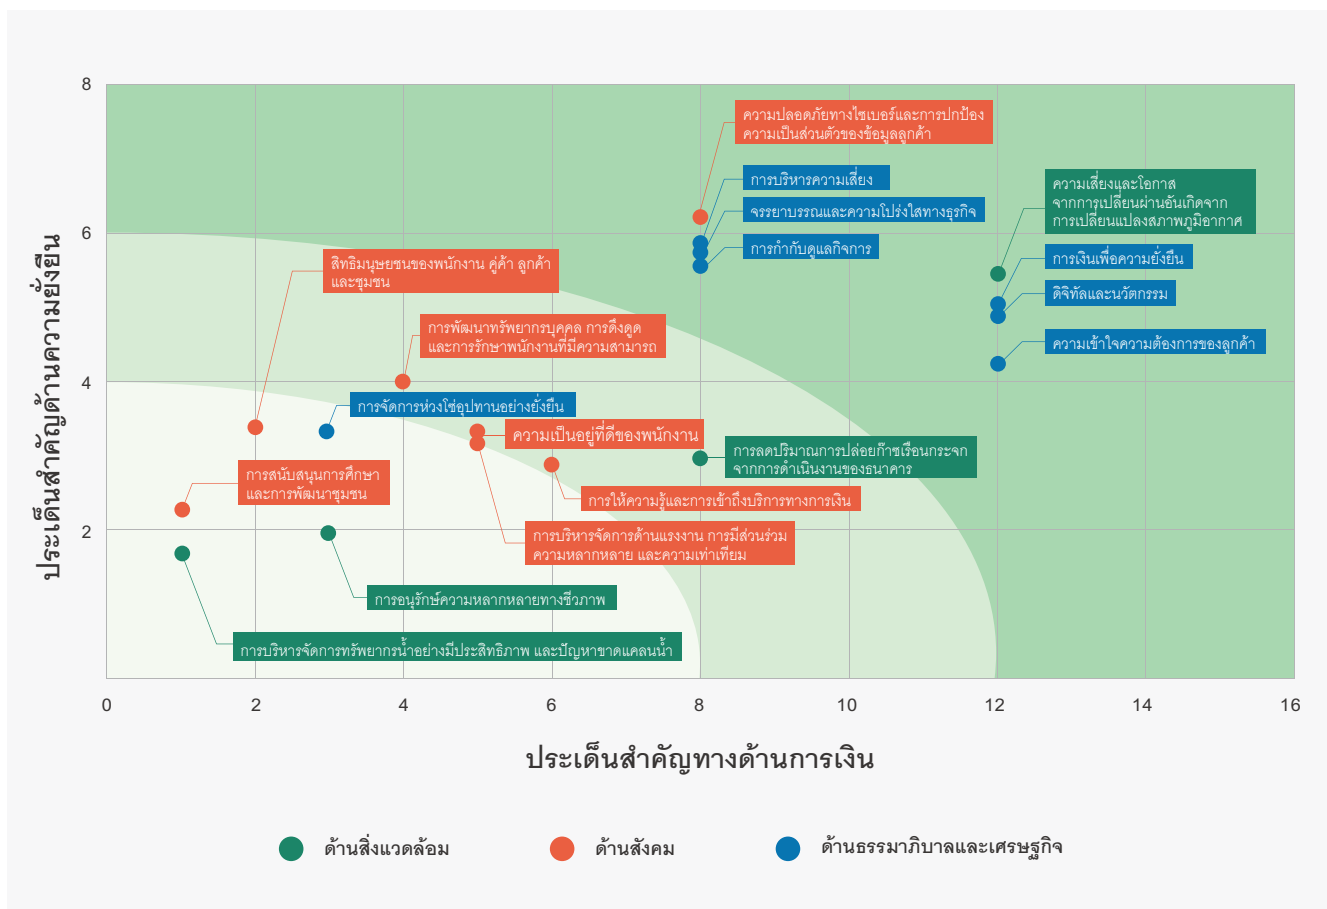 8
6
4
2
ประเด็นสำคัญด้านความยั่งยืน
ความปลอดภัยทางไซเบอร์และการปกป้อง
ความเป็นส่วนตัวของข้อมูลลูกค้า
การบริหารความเสี่ยง
จรรยาบรรณและความโปร่งใสทางธุรกิจ
การกำกับดูแลกิจการ
ความเสี่ยงและโอกาส
จากการเปลี่ยนผ่านอันเกิดจาก
การเปลี่ยนแปลงสภาพภูมิอากาศ
การเงินเพื่อความยั่งยืน
ดิจิทัลและนวัตกรรม
ความเข้าใจความต้องการของลูกค้า
สิทธิมนุษยชนของพนักงาน คู่ค้า ลูกค้า
และชุมชน
การพัฒนาทรัพยากรบุคคล การดึงดูด
และการรักษาพนักงานที่มีความสามารถ
การจัดการห่วงโซ่อุปทานอย่างยั่งยืน
ความเป็นอยู่ที่ดีของพนักงาน
การลดปริมาณการปล่อยก๊าซเรือนกระจก
จากการดำเนินงานของธนาคาร
การสนับสนุนการศึกษา
และการพัฒนาชุมชน
การให้ความรู้และการเข้าถึงบริการทางการเงิน
การบริหารจัดการด้านแรงงาน การมีส่วนร่วม
ความหลากหลาย และความเท่าเทียม
การอนุรักษ์ความหลากหลายทางชีวภาพ
การบริหารจัดการทรัพยากรน้ำอย่างมีประสิทธิภาพ และปัญหาขาดแคลนน้ำ
0 2 4 6 8 10 12 14 16
ประเด็นสำคัญทางด้านการเงิน
ด้านสิ่งแวดล้อม
ด้านสังคม
ด้านธรรมาภิบาลและเศรษฐกิจ